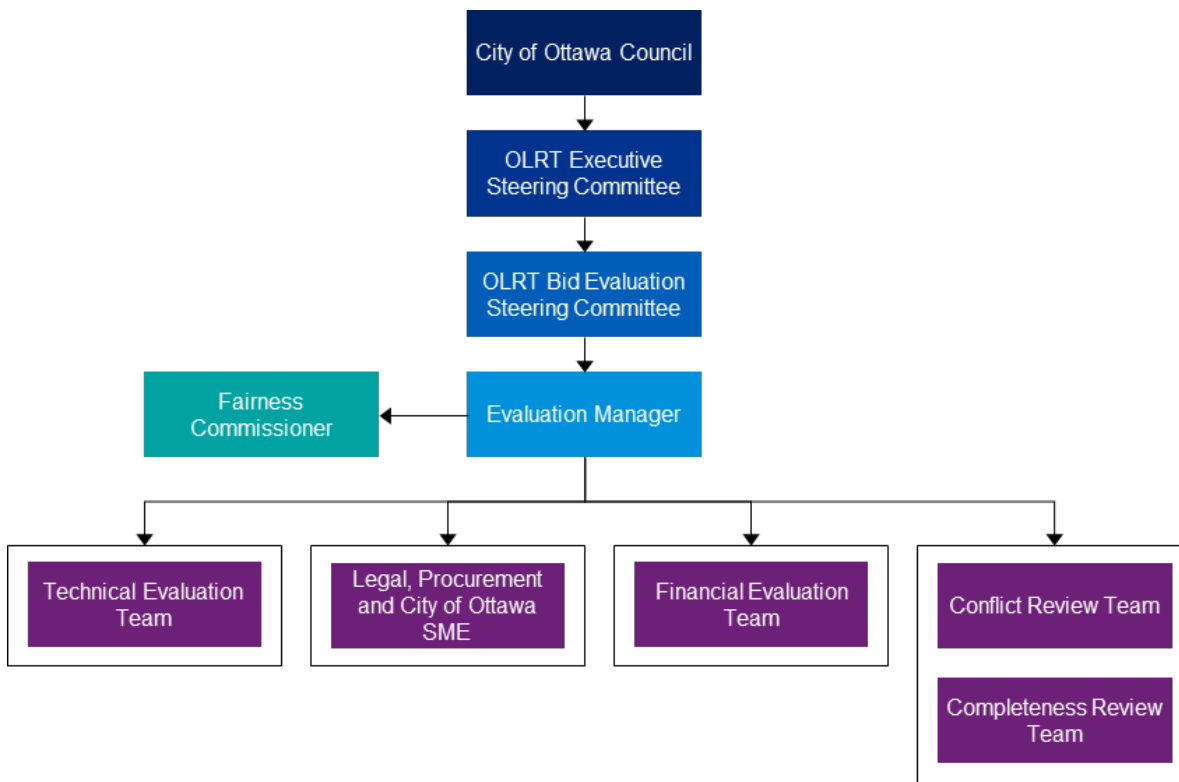 City of Ottawa Council
OLRT Executive
Steering Committee
OLRT Bid Evaluation
Steering Committee
Fairness
Commissioner
Evaluation Manager
Technical Evaluation
Team
Legal, Procurement
and City of Ottawa
SME
Financial Evaluation
Team
Conflict Review Team
Completeness Review
Team